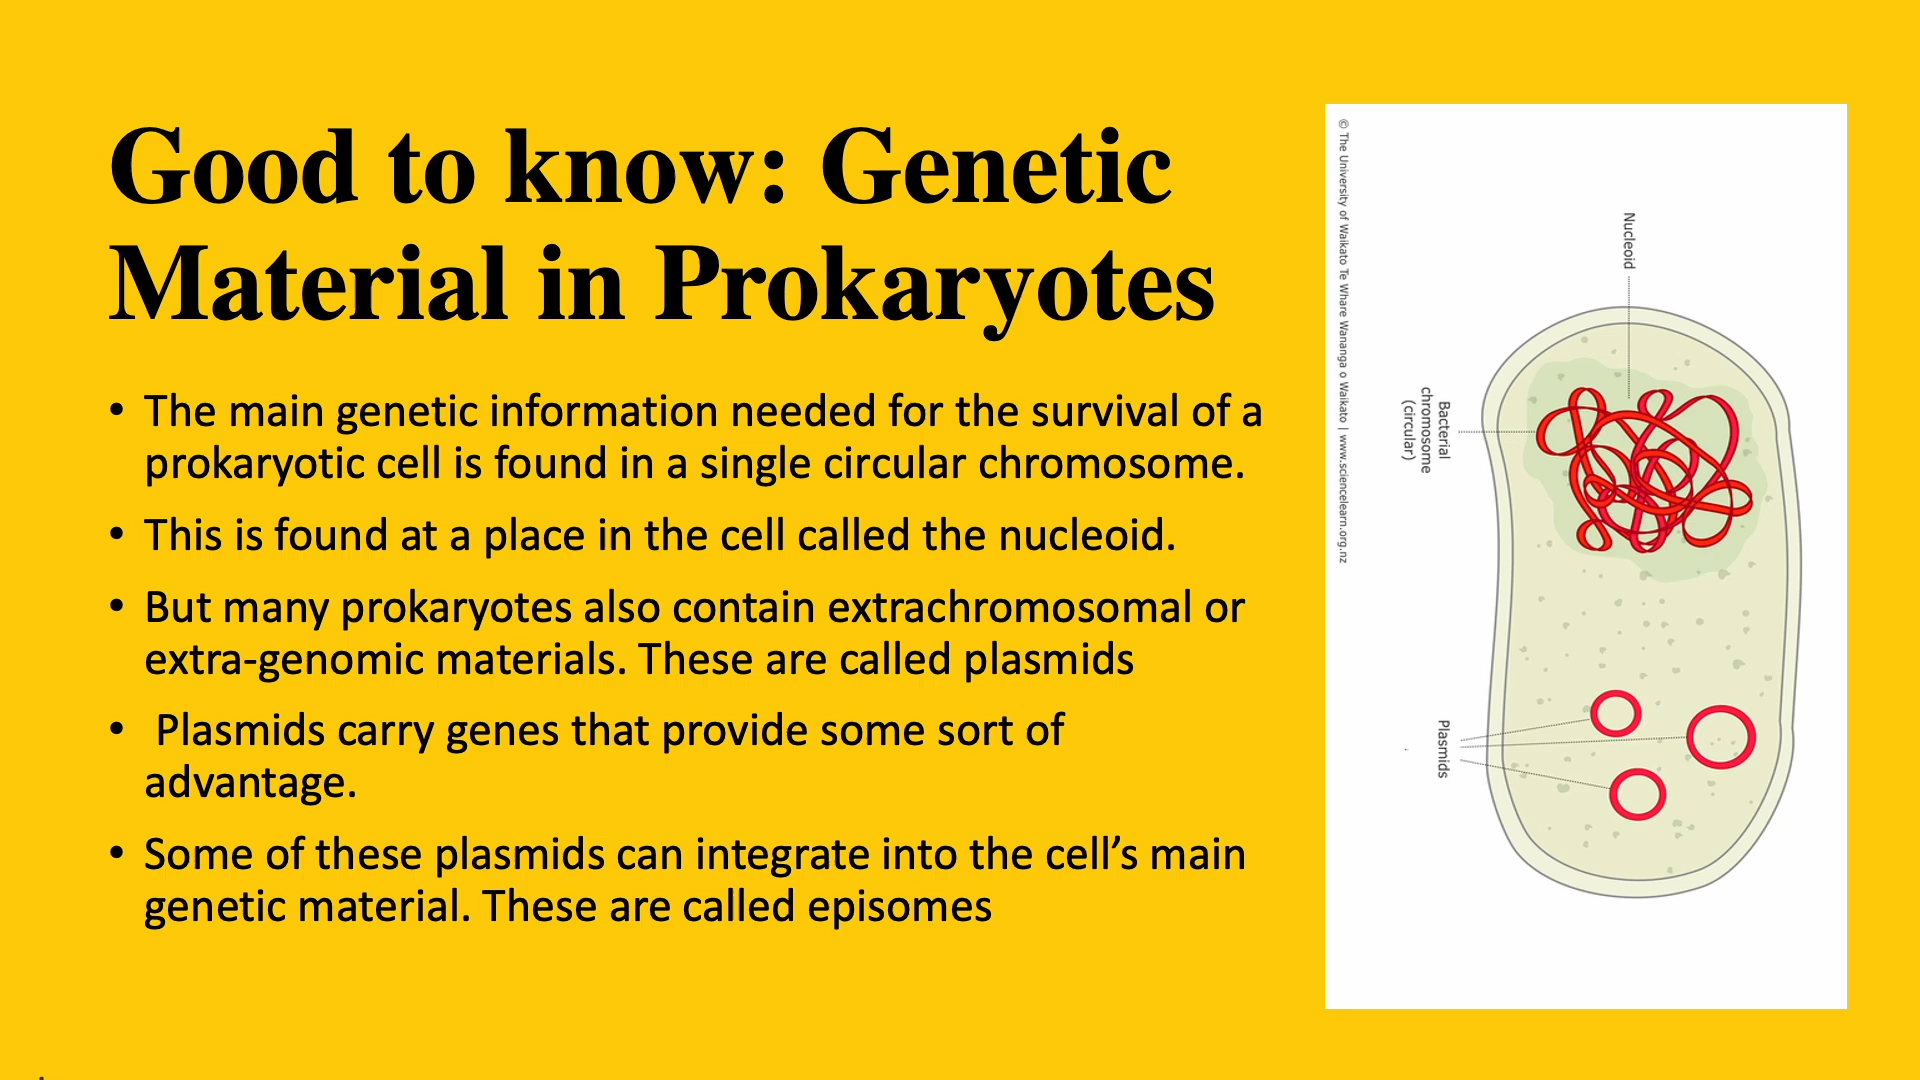 Good to know: Genetic
Material in Prokaryotes
• The main genetic information needed for the survival of a
prokaryotic cell is found in a single circular chromosome.
• This is found at a place in the cell called the nucleoid.
• But many prokaryotes also contain extrachromosomal or
extra-genomic materials. These are called plasmids
• Plasmids carry genes that provide some sort of
advantage.
• Some of these plasmids can integrate into the cell’s main
genetic material. These are called episomes
Nucleoid
Bacterial
chromosome
(circular)
Plasmids
© The University of Waikato Te Whare Wananga o Waikato | www.sciencelearn.org.nz